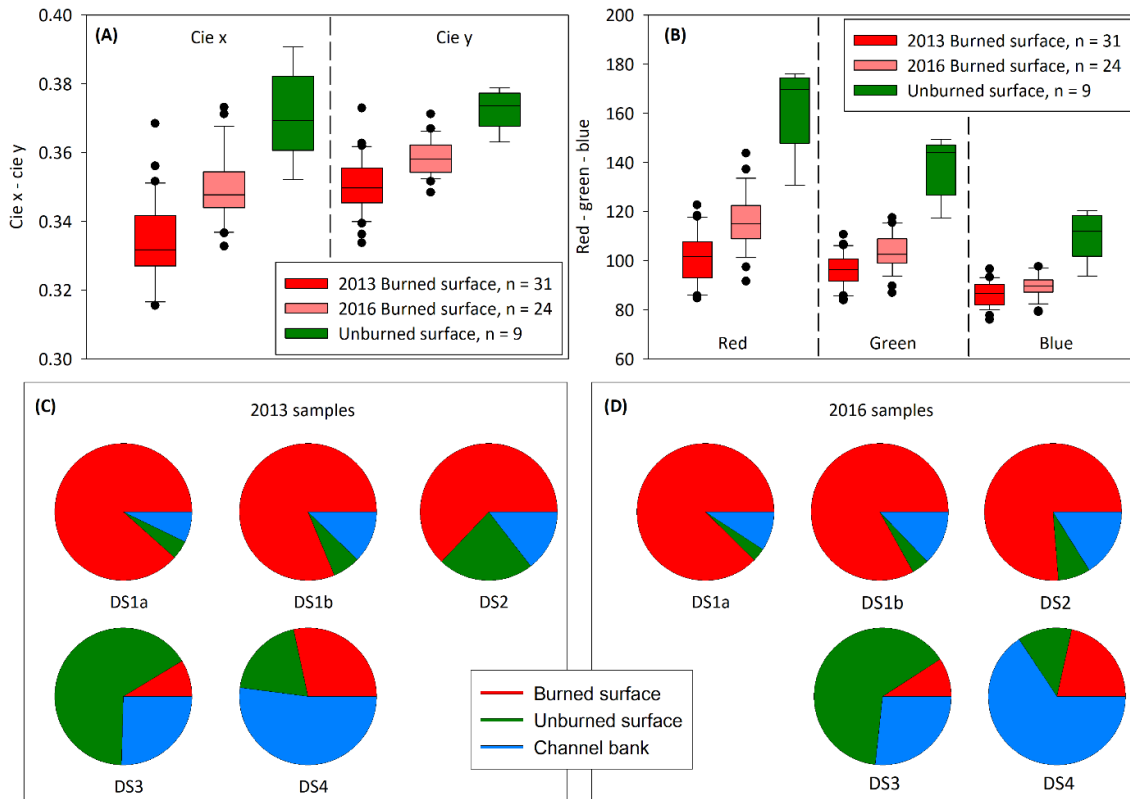 (A)
Cie x
Cie y
Cie x - cie y
0.40
0.38
0.36
0.34
0.32
0.30
2013 Burned surface, n = 31
2016 Burned surface, n = 24
Unburned surface, n = 9
(B)
Red - green - blue
200
180
160
140
120
100
80
60
2013 Burned surface, n = 31
2016 Burned surface, n = 24
Unburned surface, n = 9
Red
Green
Blue
(C)
2013 samples
DS1a
DS1b
DS2
DS3
DS4
(D)
2016 samples
DS1a
DS1b
DS2
DS3
DS4
Burned surface
Unburned surface
Channel bank